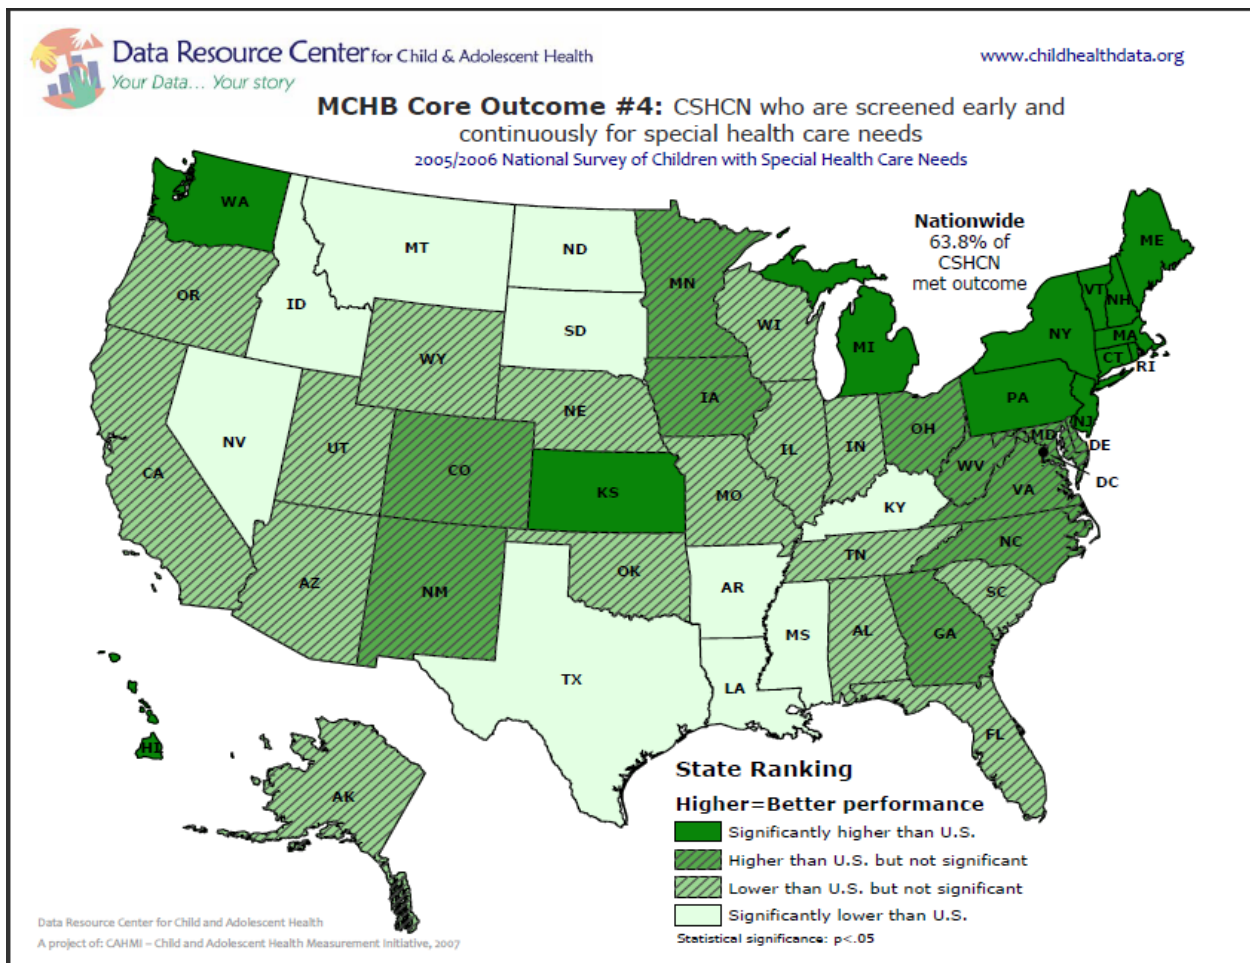 Data Resource Center for Child & Adolescent Health
Your Data... Your story
www.childhealthdata.org
MCHB Core Outcome #4: CSHCN who are screened early and
continuously for special health care needs
2005/2006 National Survey of Children with Special Health Care Needs
Nationwide
63.8% of
CSHCN
met outcome
WA
MT
ND
MN
ME
OR
ID
SD
WI
VT
NH
NY
MA
MI
CT
RI
WY
IA
PA
NE
NV
UT
CO
IL
IN
OH
NJ
MD
DE
WV
DC
CA
KS
MO
KY
VA
AZ
NM
OK
TN
NC
AR
SC
MS
AL
GA
TX
LA
FL
HI
AK
State Ranking
Higher=Better performance
Significantly higher than U.S.
Higher than U.S. but not significant
Lower than U.S. but not significant
Significantly lower than U.S.
Statistical significance: p<.05
Data Resource Center for Child and Adolescent Health
A project of: CAHMI – Child and Adolescent Health Measurement Initiative, 2007